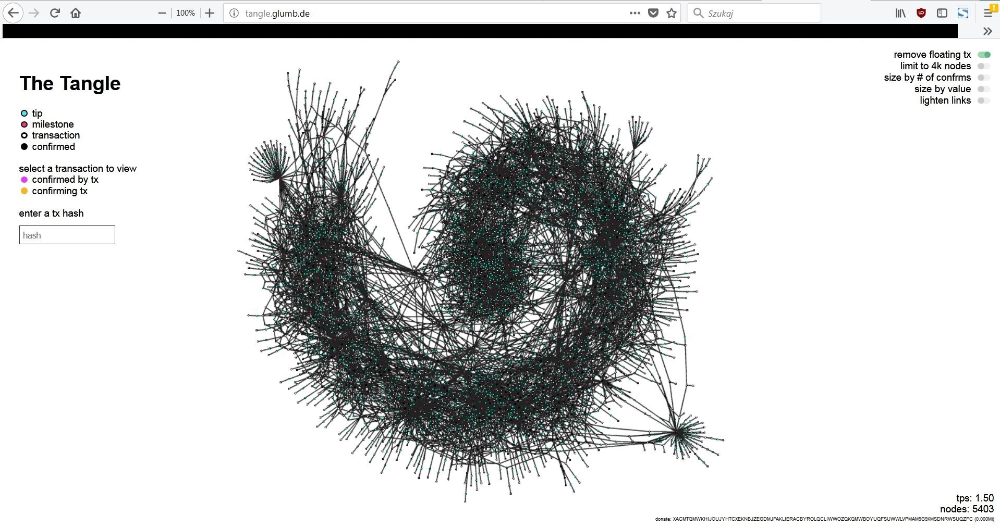 100%
tangle.glumb.de
Szukaj
The Tangle
tip
milestone
transaction
confirmed
select a transaction to view
confirmed by tx
confirming tx
enter a tx hash
hash
remove floating tx
limit to 4k nodes
size by # of confrms
size by value
lighten links
tps: 1.50
nodes: 5403
donate: XACMTQMWKHIJOUJYHTCXEKNBJZEGDMJFAKLIERACBYROLQCLIWWOZQKQMWBOYUQFSUWWLVPMAM9G9XMSDNRWSUQZFC (0.000Mi)